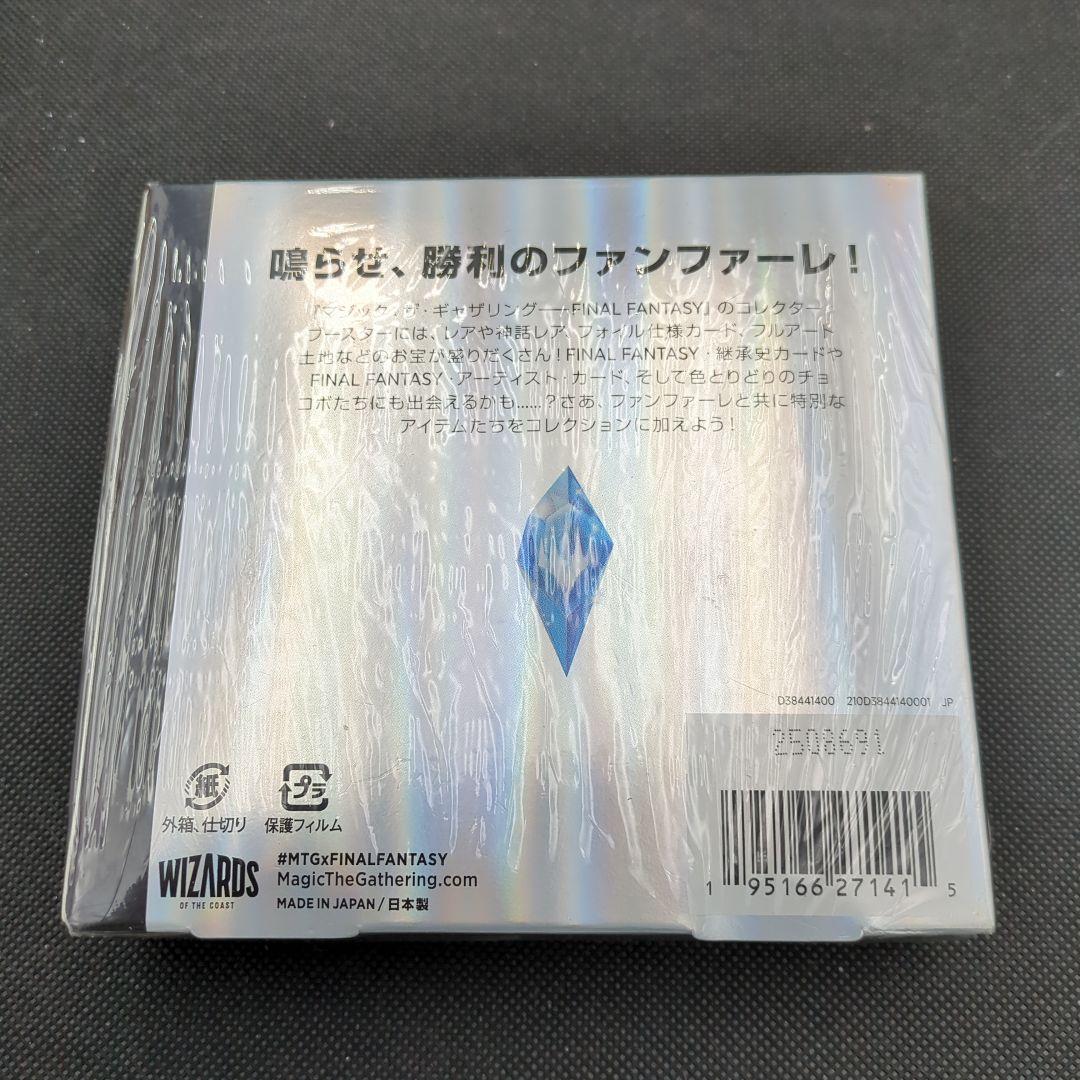 鳴らせ、勝利のファンファーレ！
『マジック:ザ・ギャザリング——FINAL FANTASY』のコレクター・
ブースターには、レアや神話レア、フォイル仕様カード、フルアート
土地などのお宝が盛りだくさん！FINAL FANTASY・継承史カードや
FINAL FANTASY・アーティスト・カード、そして色とりどりのチョ
コボたちにも出会えるかも……？さあ、ファンファーレと共に特別な
アイテムたちをコレクションに加えよう！
D38441400 210D3844140001 JP
2508691
紙
外箱、仕切り
プラ
保護フィルム
WIZARDS
OF THE COAST
#MTGxFINALFANTASY
MagicTheGathering.com
MADE IN JAPAN / 日本製
1 95166 27141 5